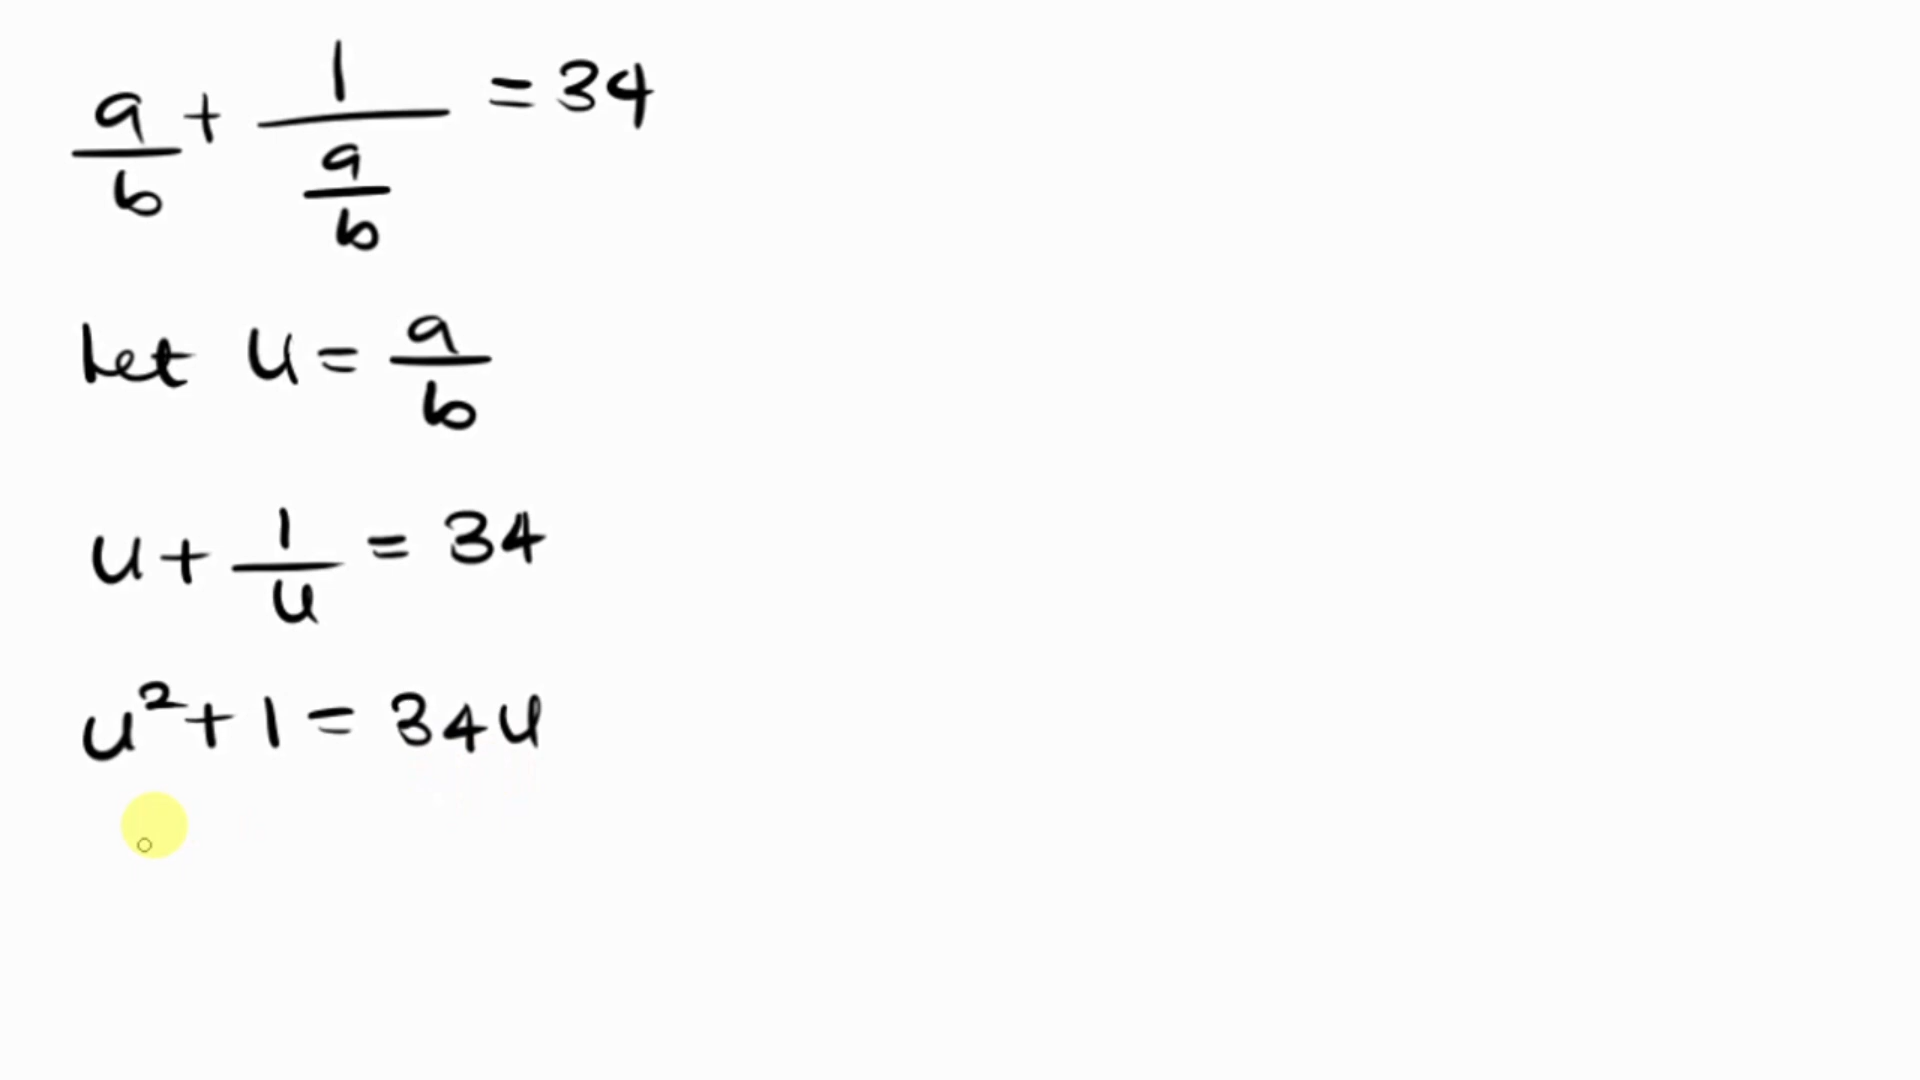 a/b + 1/(a/b) = 34
Let u = a/b
u + 1/u = 34
u² + 1 = 34u